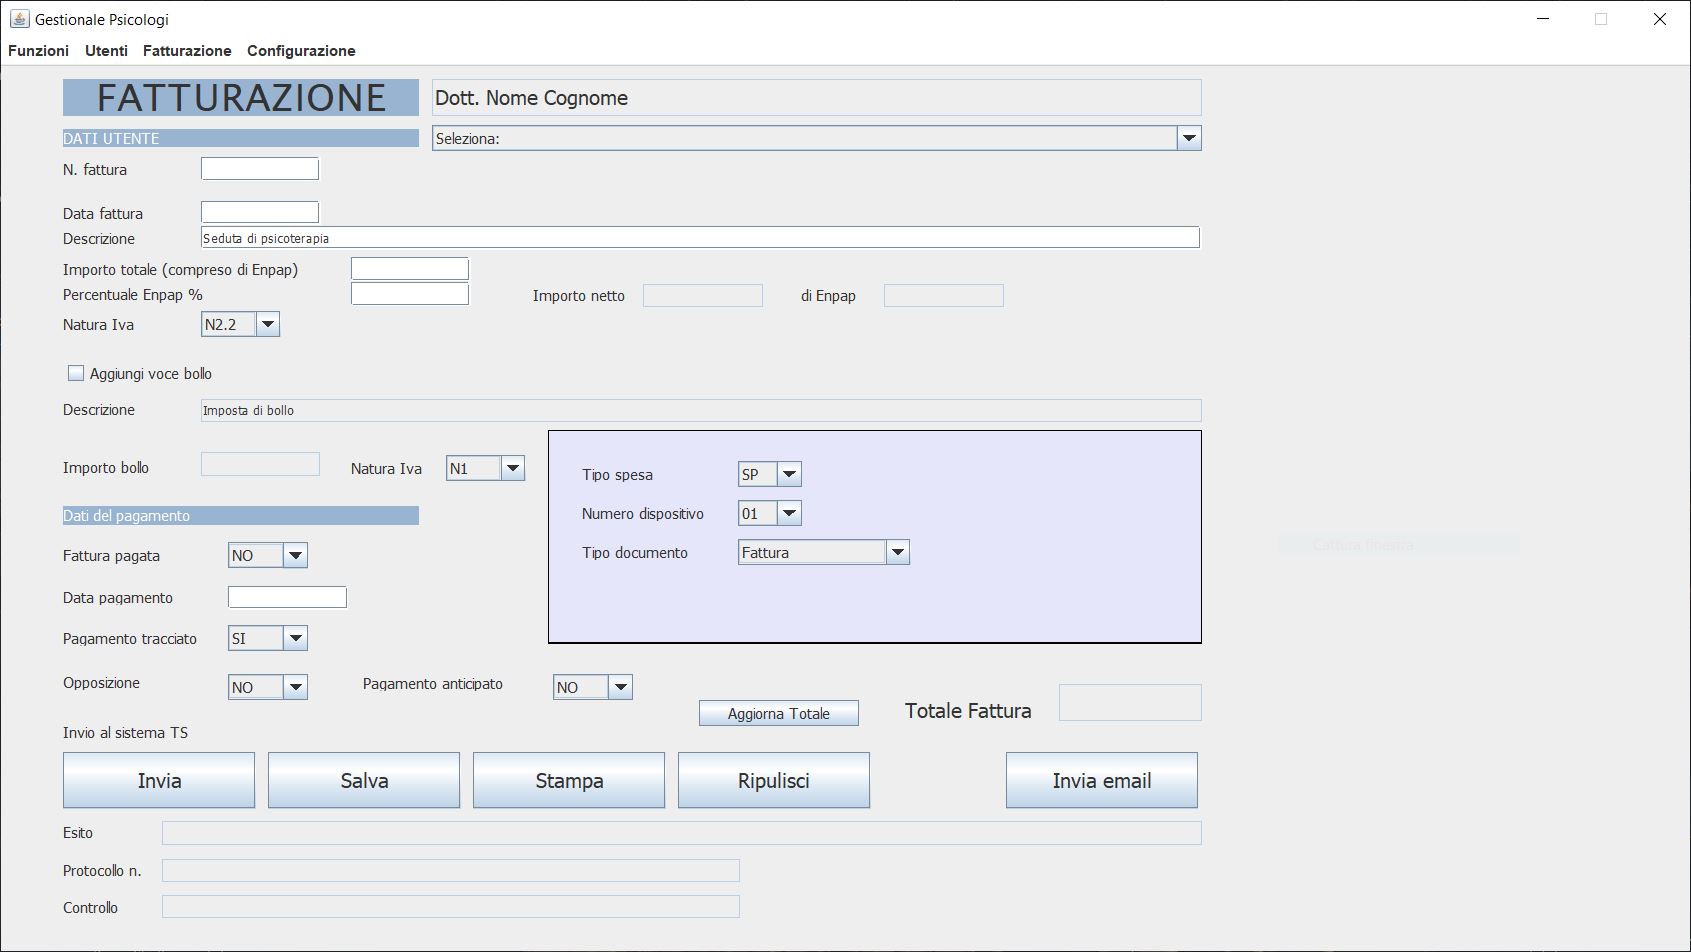 Gestionale Psicologi
Funzioni Utenti Fatturazione Configurazione
FATTURAZIONE Dott. Nome Cognome
DATI UTENTE Seleziona:
N. fattura
Data fattura
Descrizione Seduta di psicoterapia
Importo totale (compreso di Enpap)
Percentuale Enpap % Importo netto di Enpap
Natura Iva N2.2
Aggiungi voce bollo
Descrizione Imposta di bollo
Importo bollo Natura Iva N1
Tipo spesa SP
Numero dispositivo 01
Tipo documento Fattura
Dati del pagamento
Fattura pagata NO
Data pagamento
Pagamento tracciato SI
Opposizione NO Pagamento anticipato NO
Aggiorna Totale Totale Fattura
Invio al sistema TS
Invia Salva Stampa Ripulisci Invia email
Esito
Protocollo n.
Controllo
Cattura finestra